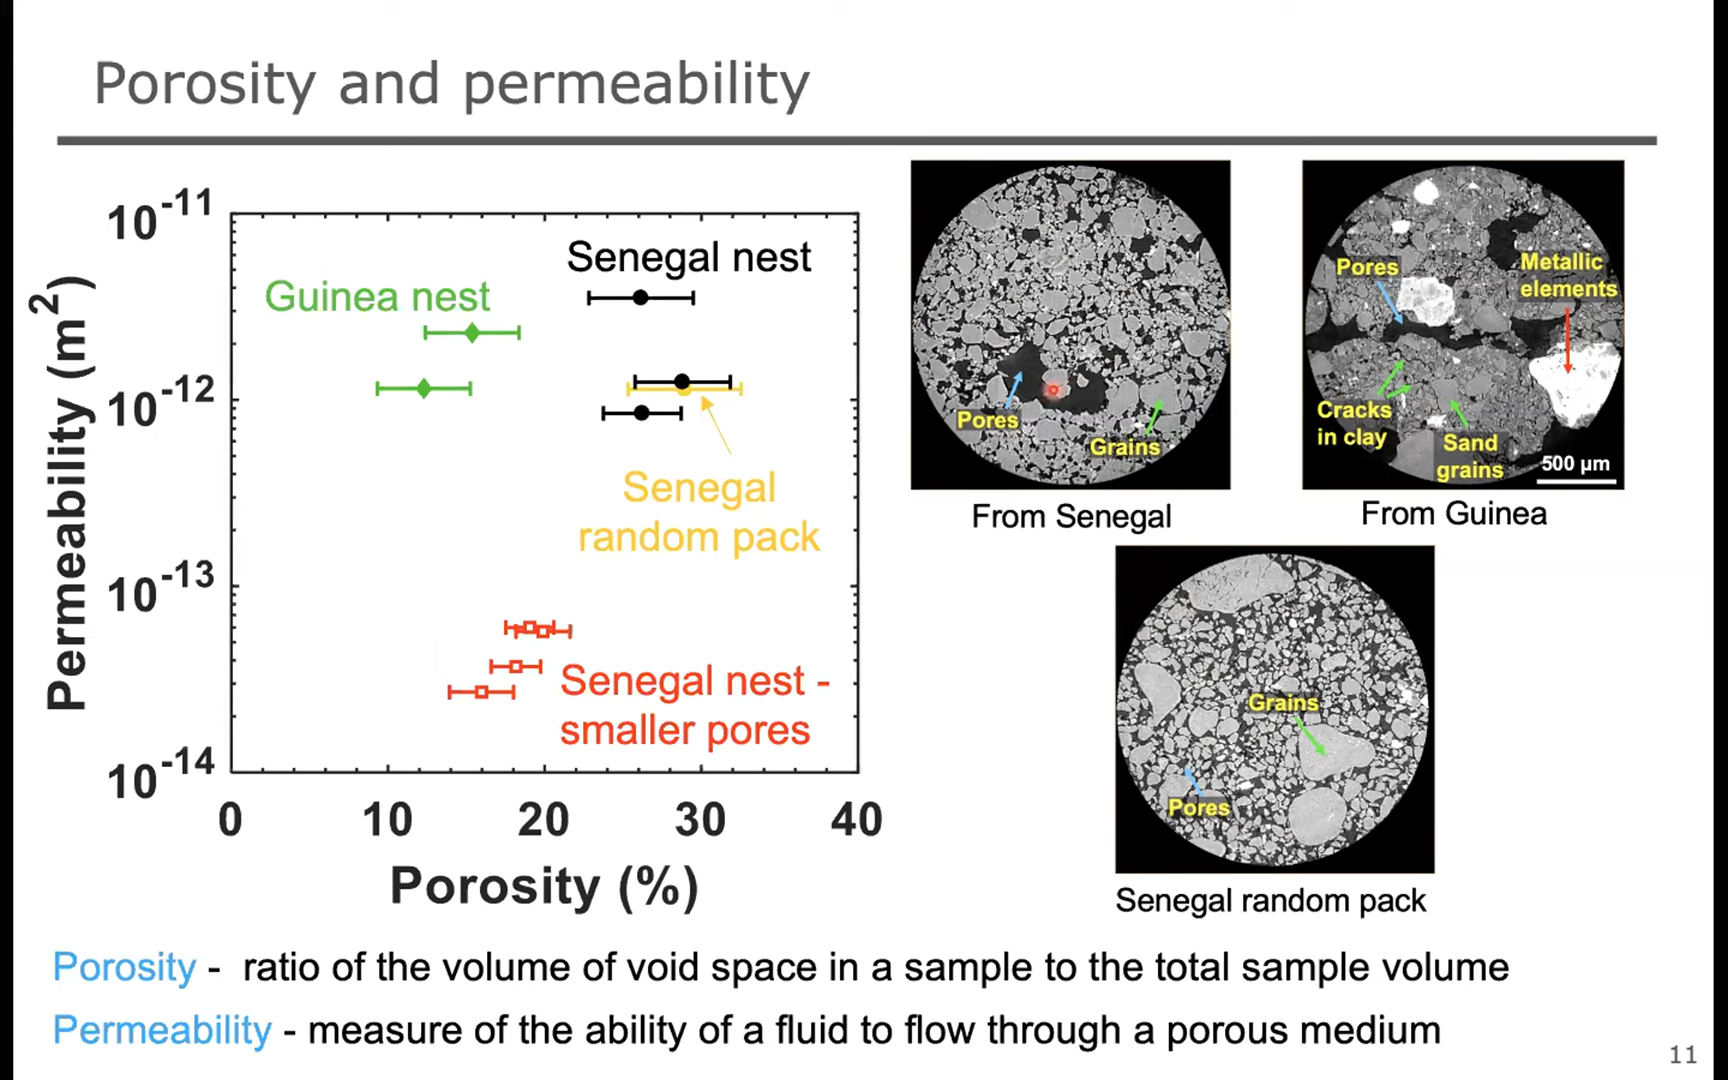 Porosity and permeability
10-11
10-12
10-13
10-14
Permeability (m2)
0 10 20 30 40
Porosity (%)
Senegal nest
Guinea nest
Senegal
random pack
Senegal nest -
smaller pores
Pores
Grains
From Senegal
Pores
Metallic
elements
Cracks
in clay
Sand
grains
500 µm
From Guinea
Grains
Pores
Senegal random pack
Porosity - ratio of the volume of void space in a sample to the total sample volume
Permeability - measure of the ability of a fluid to flow through a porous medium
11